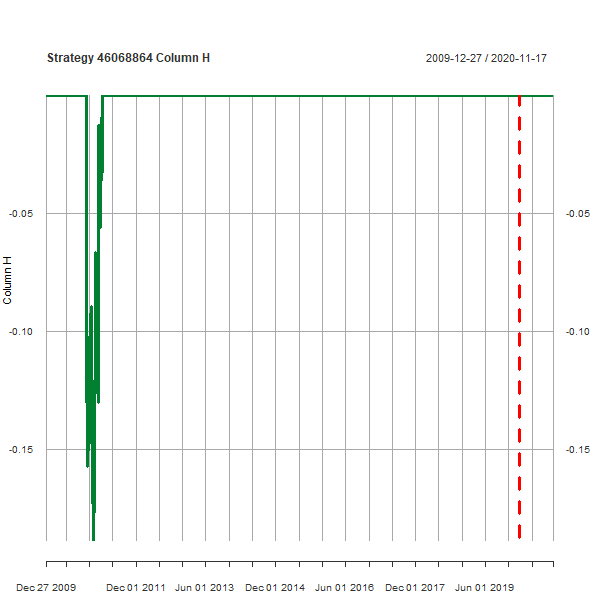 Strategy 46068864 Column H
2009-12-27 / 2020-11-17
Column H
-0.05
-0.05
-0.10
-0.10
-0.15
-0.15
Dec 27 2009
Dec 01 2011
Jun 01 2013
Dec 01 2014
Jun 01 2016
Dec 01 2017
Jun 01 2019